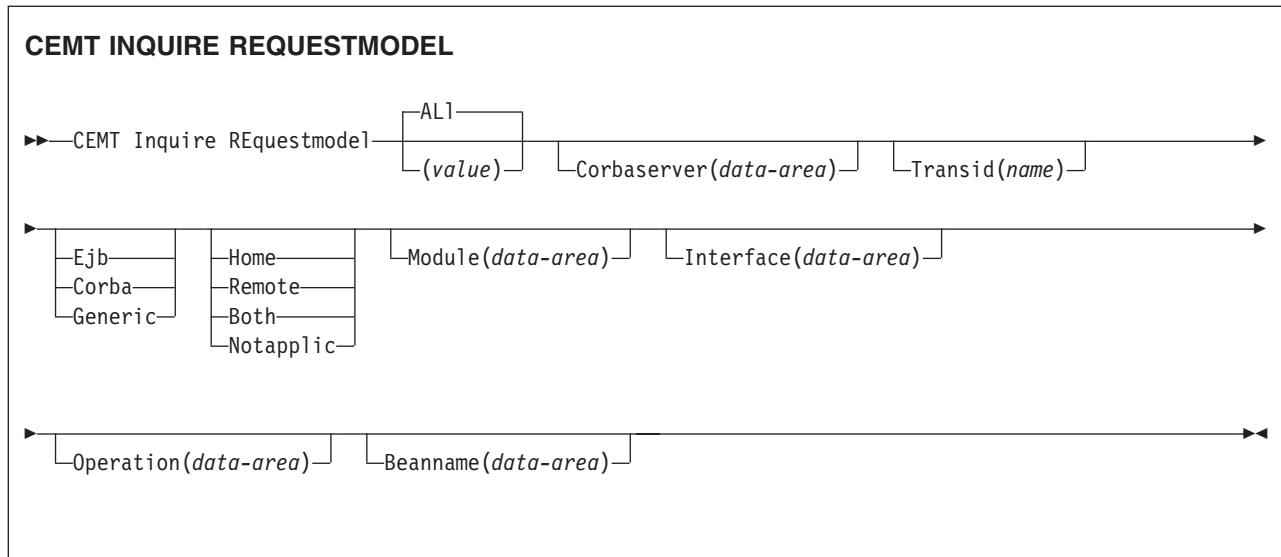 CEMT INQUIRE REQUESTMODEL
ALl
CEMT Inquire REquestmodel
(value) Corbaserver(data-area) Transid(name)
Ejb Home Module(data-area) Interface(data-area)
Corba Remote
Generic Both
Notapplic
Operation(data-area) Beanname(data-area)